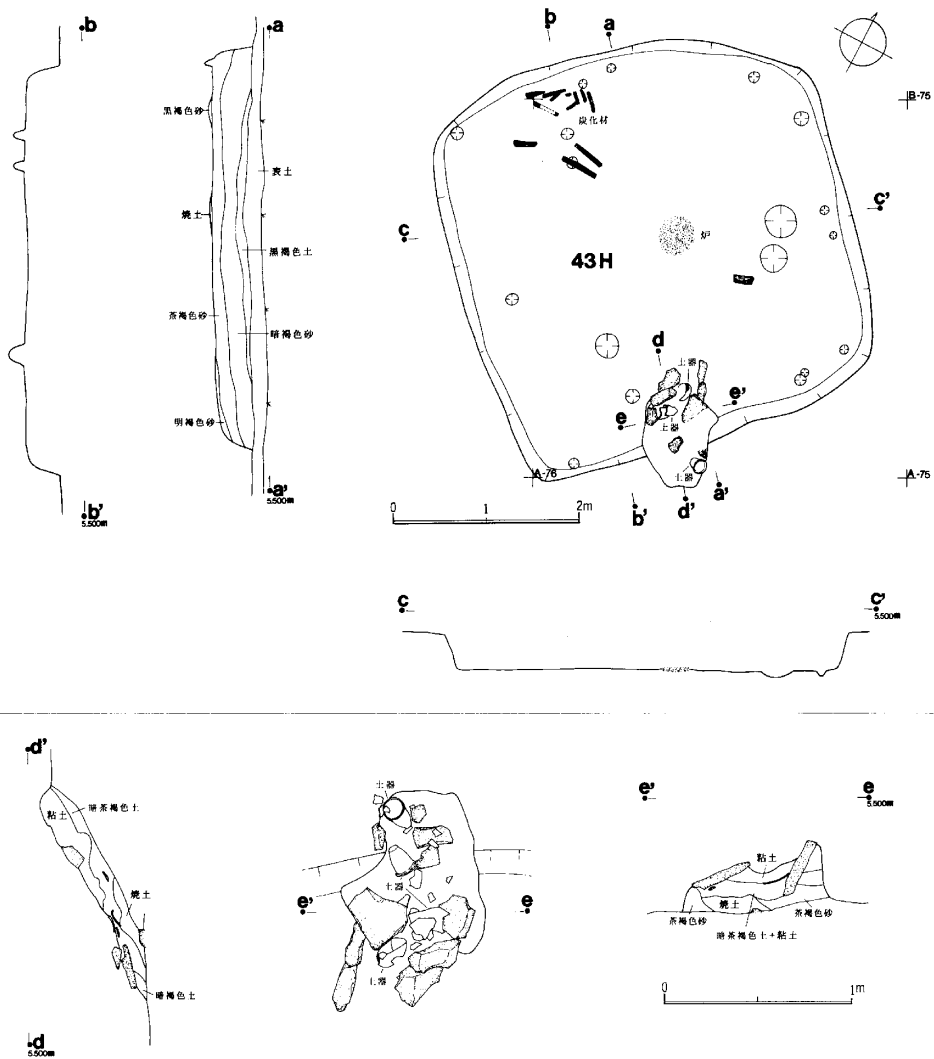 b
a
黒褐色砂
表土
焼土
黒褐色土
茶褐色砂
暗褐色砂
明褐色砂
b'
5.500m
a'
5.500m
b
a
B-75
炭化材
c
c'
炉
43H
d
土器
e'
e
土器
土器
A-76
A-75
b'
d'
a'
0 1 2m
c
c'
5.500m
d'
粘土
暗茶褐色土
焼土
暗褐色土
d
5.500m
土器
土器
e'
e
土器
e'
e
5.500m
粘土
焼土
茶褐色砂
茶褐色砂
暗茶褐色土+粘土
0 1m